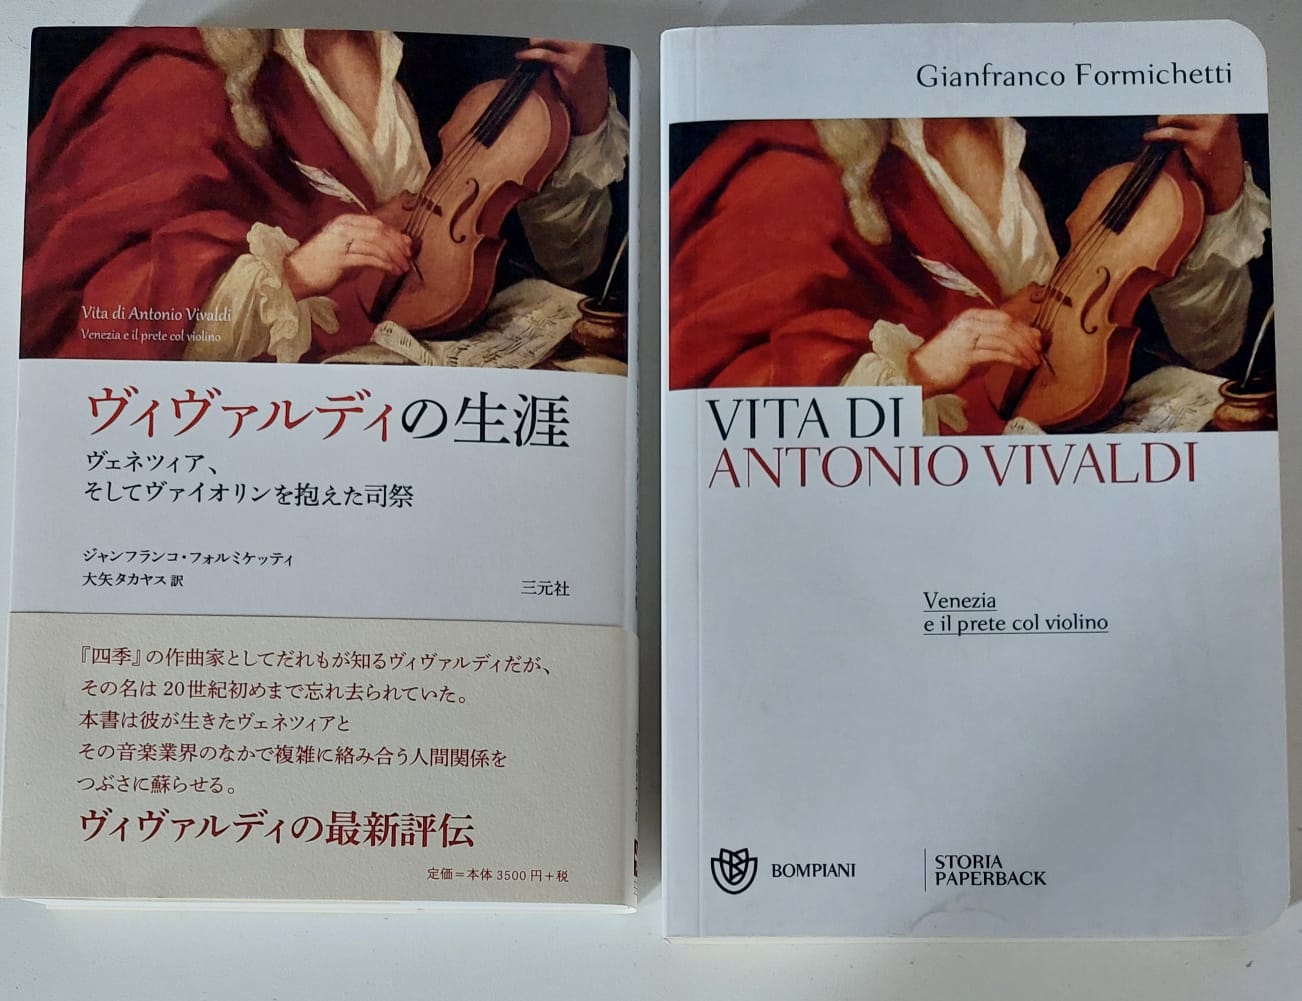 Vita di Antonio Vivaldi
Venezia e il prete col violino
ヴィヴァルディの生涯
ヴェネツィア、
そしてヴァイオリンを抱えた司祭
ジャンフランコ・フォルミケッティ
大矢タカヤス 訳
三元社
『四季』の作曲家としてだれもが知るヴィヴァルディだが、
その名は20世紀初めまで忘れ去られていた。
本書は彼が生きたヴェネツィアと
その音楽業界のなかで複雑に絡み合う人間関係を
つぶさに蘇らせる。
ヴィヴァルディの最新評伝
定価=本体3500円+税
Gianfranco Formichetti
VITA DI
ANTONIO VIVALDI
Venezia
e il prete col violino
BOMPIANI
STORIA
PAPERBACK